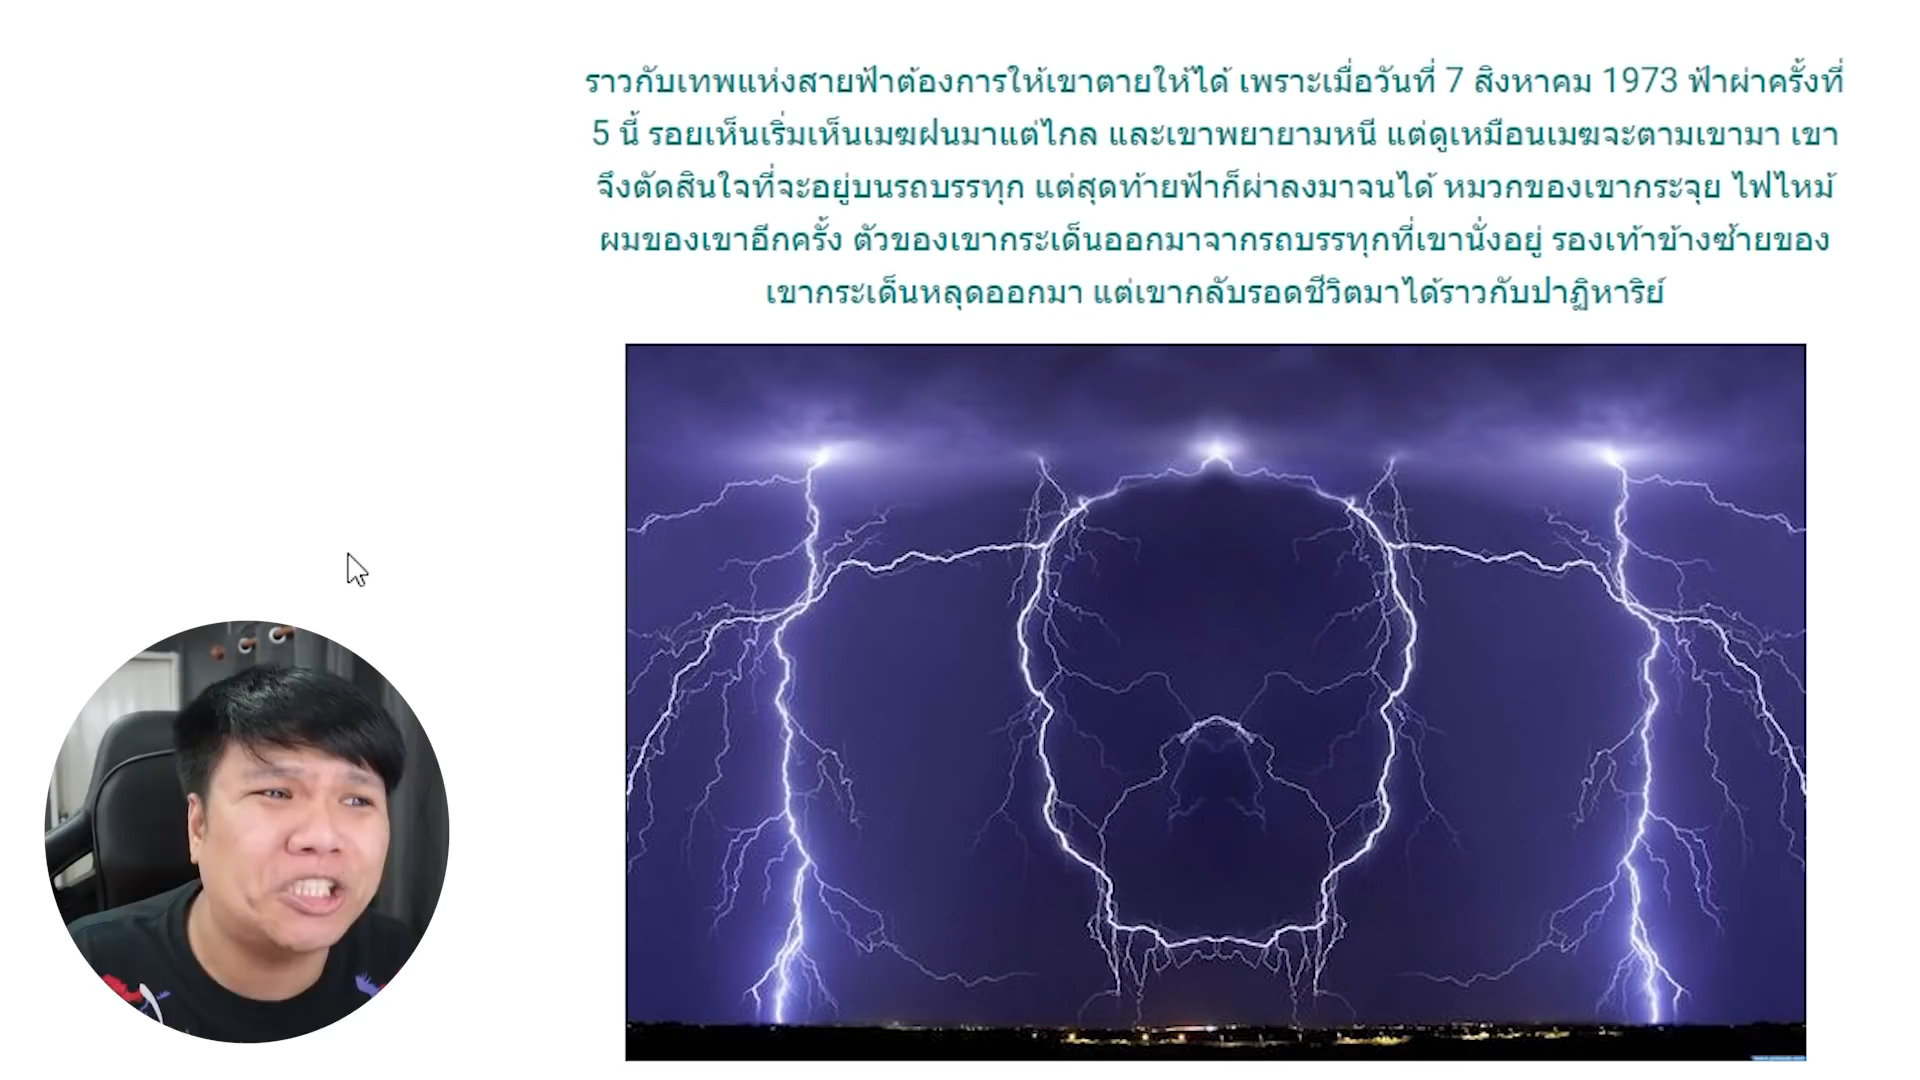 ราวกับเทพแห่งสายฟ้าต้องการให้เขาตายให้ได้ เพราะเมื่อวันที่ 7 สิงหาคม 1973 ฟ้าผ่าครั้งที่
5 นี้ รอยเห็นเริ่มเห็นเมฆฝนมาแต่ไกล และเขาพยายามหนี แต่ดูเหมือนเมฆจะตามเขามา เขา
จึงตัดสินใจที่จะอยู่บนรถบรรทุก แต่สุดท้ายฟ้าก็ผ่าลงมาจนได้ หมวกของเขากระจุย ไฟไหม้
ผมของเขาอีกครั้ง ตัวของเขากระเด็นออกมาจากรถบรรทุกที่เขานั่งอยู่ รองเท้าข้างซ้ายของ
เขากระเด็นหลุดออกมา แต่เขากลับรอดชีวิตมาได้ราวกับปาฏิหาริย์